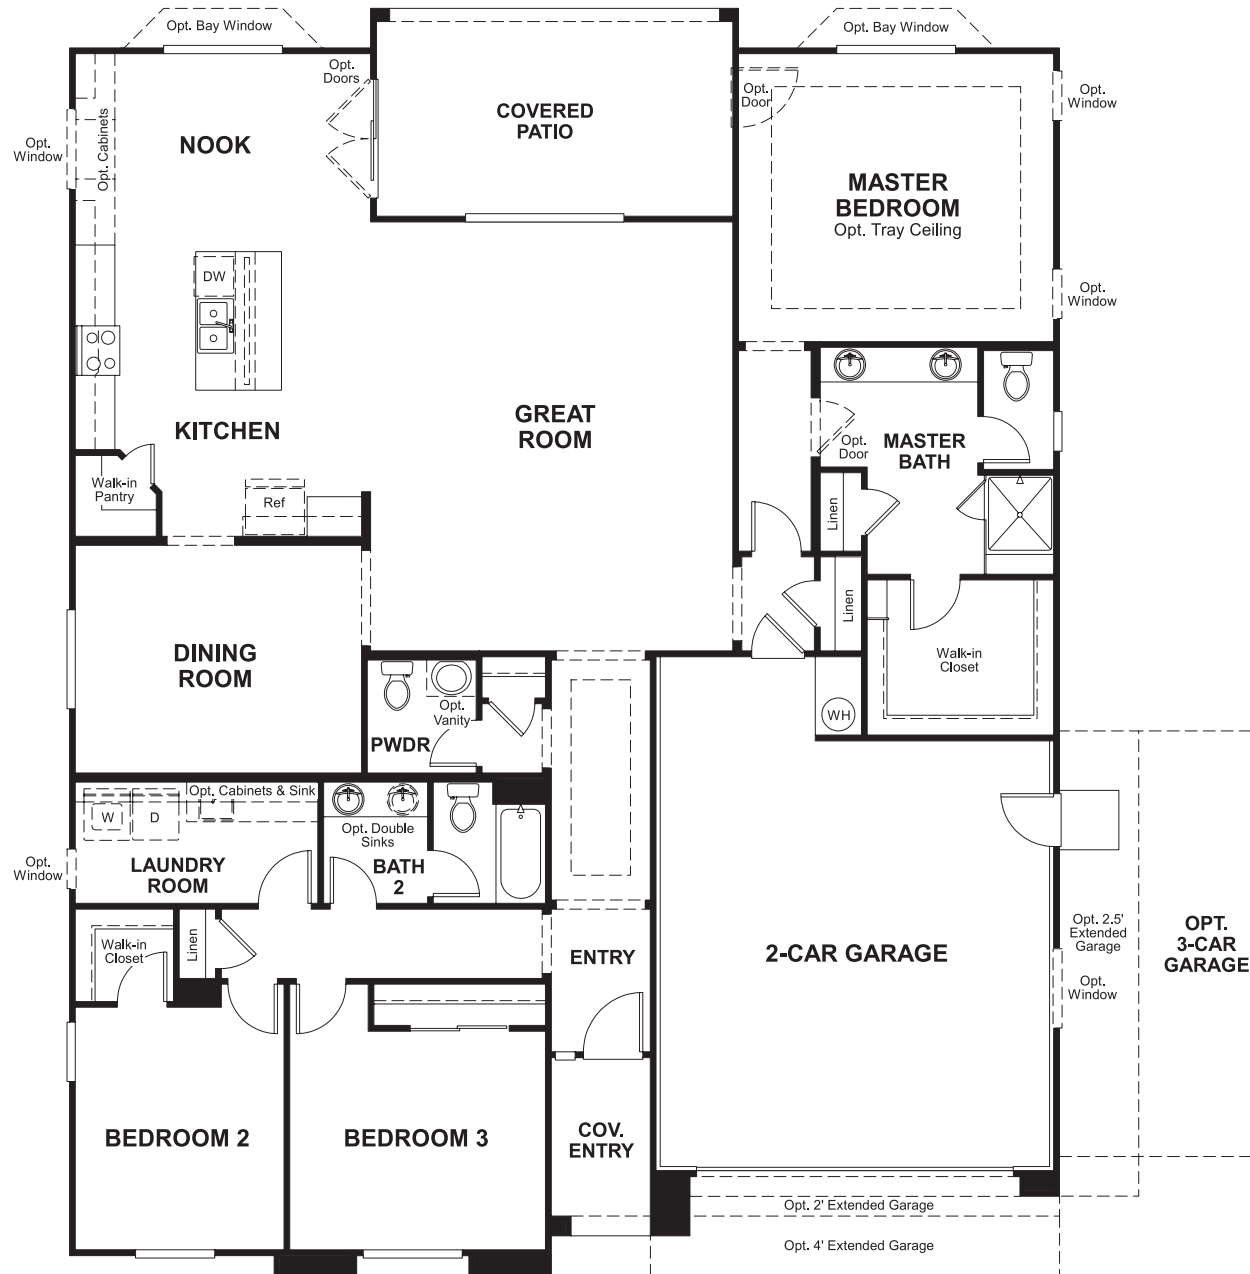 Opt. Bay Window
Opt. Bay Window
Opt.
Doors
Opt.
Door
Opt.
Window
COVERED
PATIO
Opt. Cabinets
NOOK
Opt.
Window
MASTER
BEDROOM
Opt. Tray Ceiling
DW
Opt.
Window
KITCHEN
GREAT
ROOM
Opt.
Door
MASTER
BATH
Walk-in
Pantry
Ref
Linen
Linen
DINING
ROOM
Walk-in
Closet
Opt.
Vanity
PWDR
WH
Opt. Cabinets & Sink
W
D
Opt. Double
Sinks
Opt.
Window
LAUNDRY
ROOM
BATH
2
Walk-in
Closet
Linen
ENTRY
2-CAR GARAGE
Opt. 2.5'
Extended
Garage
OPT.
3-CAR
GARAGE
Opt.
Window
BEDROOM 2
BEDROOM 3
COV.
ENTRY
Opt. 2' Extended Garage
Opt. 4' Extended Garage